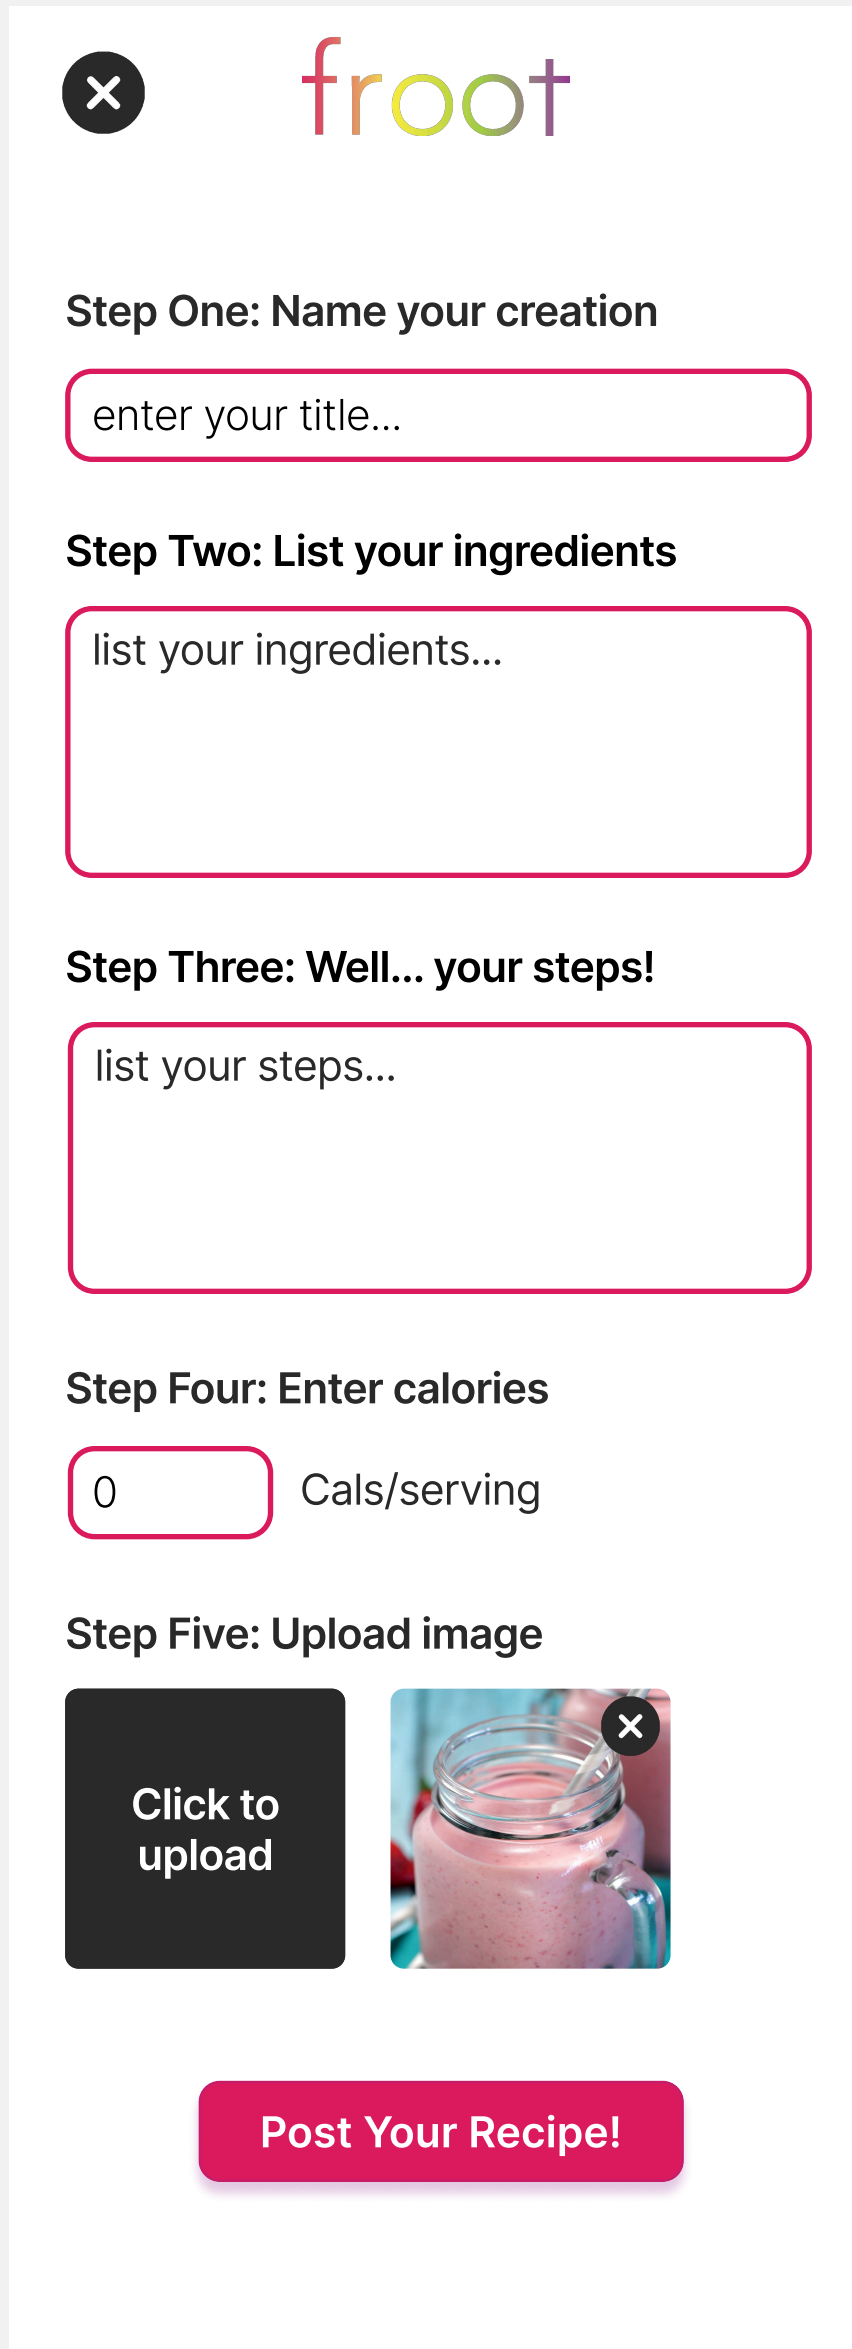 froot
Step One: Name your creation
enter your title...
Step Two: List your ingredients
list your ingredients...
Step Three: Well... your steps!
list your steps...
Step Four: Enter calories
0 Cals/serving
Step Five: Upload image
Click to
upload
Post Your Recipe!